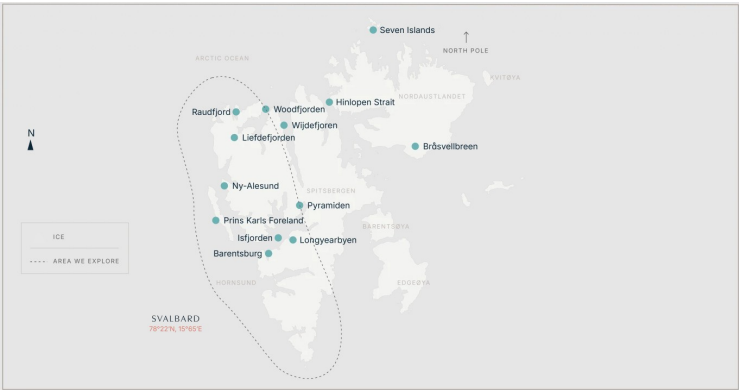 Seven Islands
NORTH POLE
ARCTIC OCEAN
KVITØYA
NORDAUSTLANDET
Hinlopen Strait
Woodfjorden
Raudfjord
Wijdefjoren
N
Liefdefjorden
Bråsvellbreen
Ny-Alesund
SPITSBERGEN
Pyramiden
Prins Karls Foreland
BARENTSØYA
ICE
Isfjorden
Longyearbyen
Barentsburg
AREA WE EXPLORE
HORNSUND
EDGEØYA
SVALBARD
78°22'N, 15°65'E